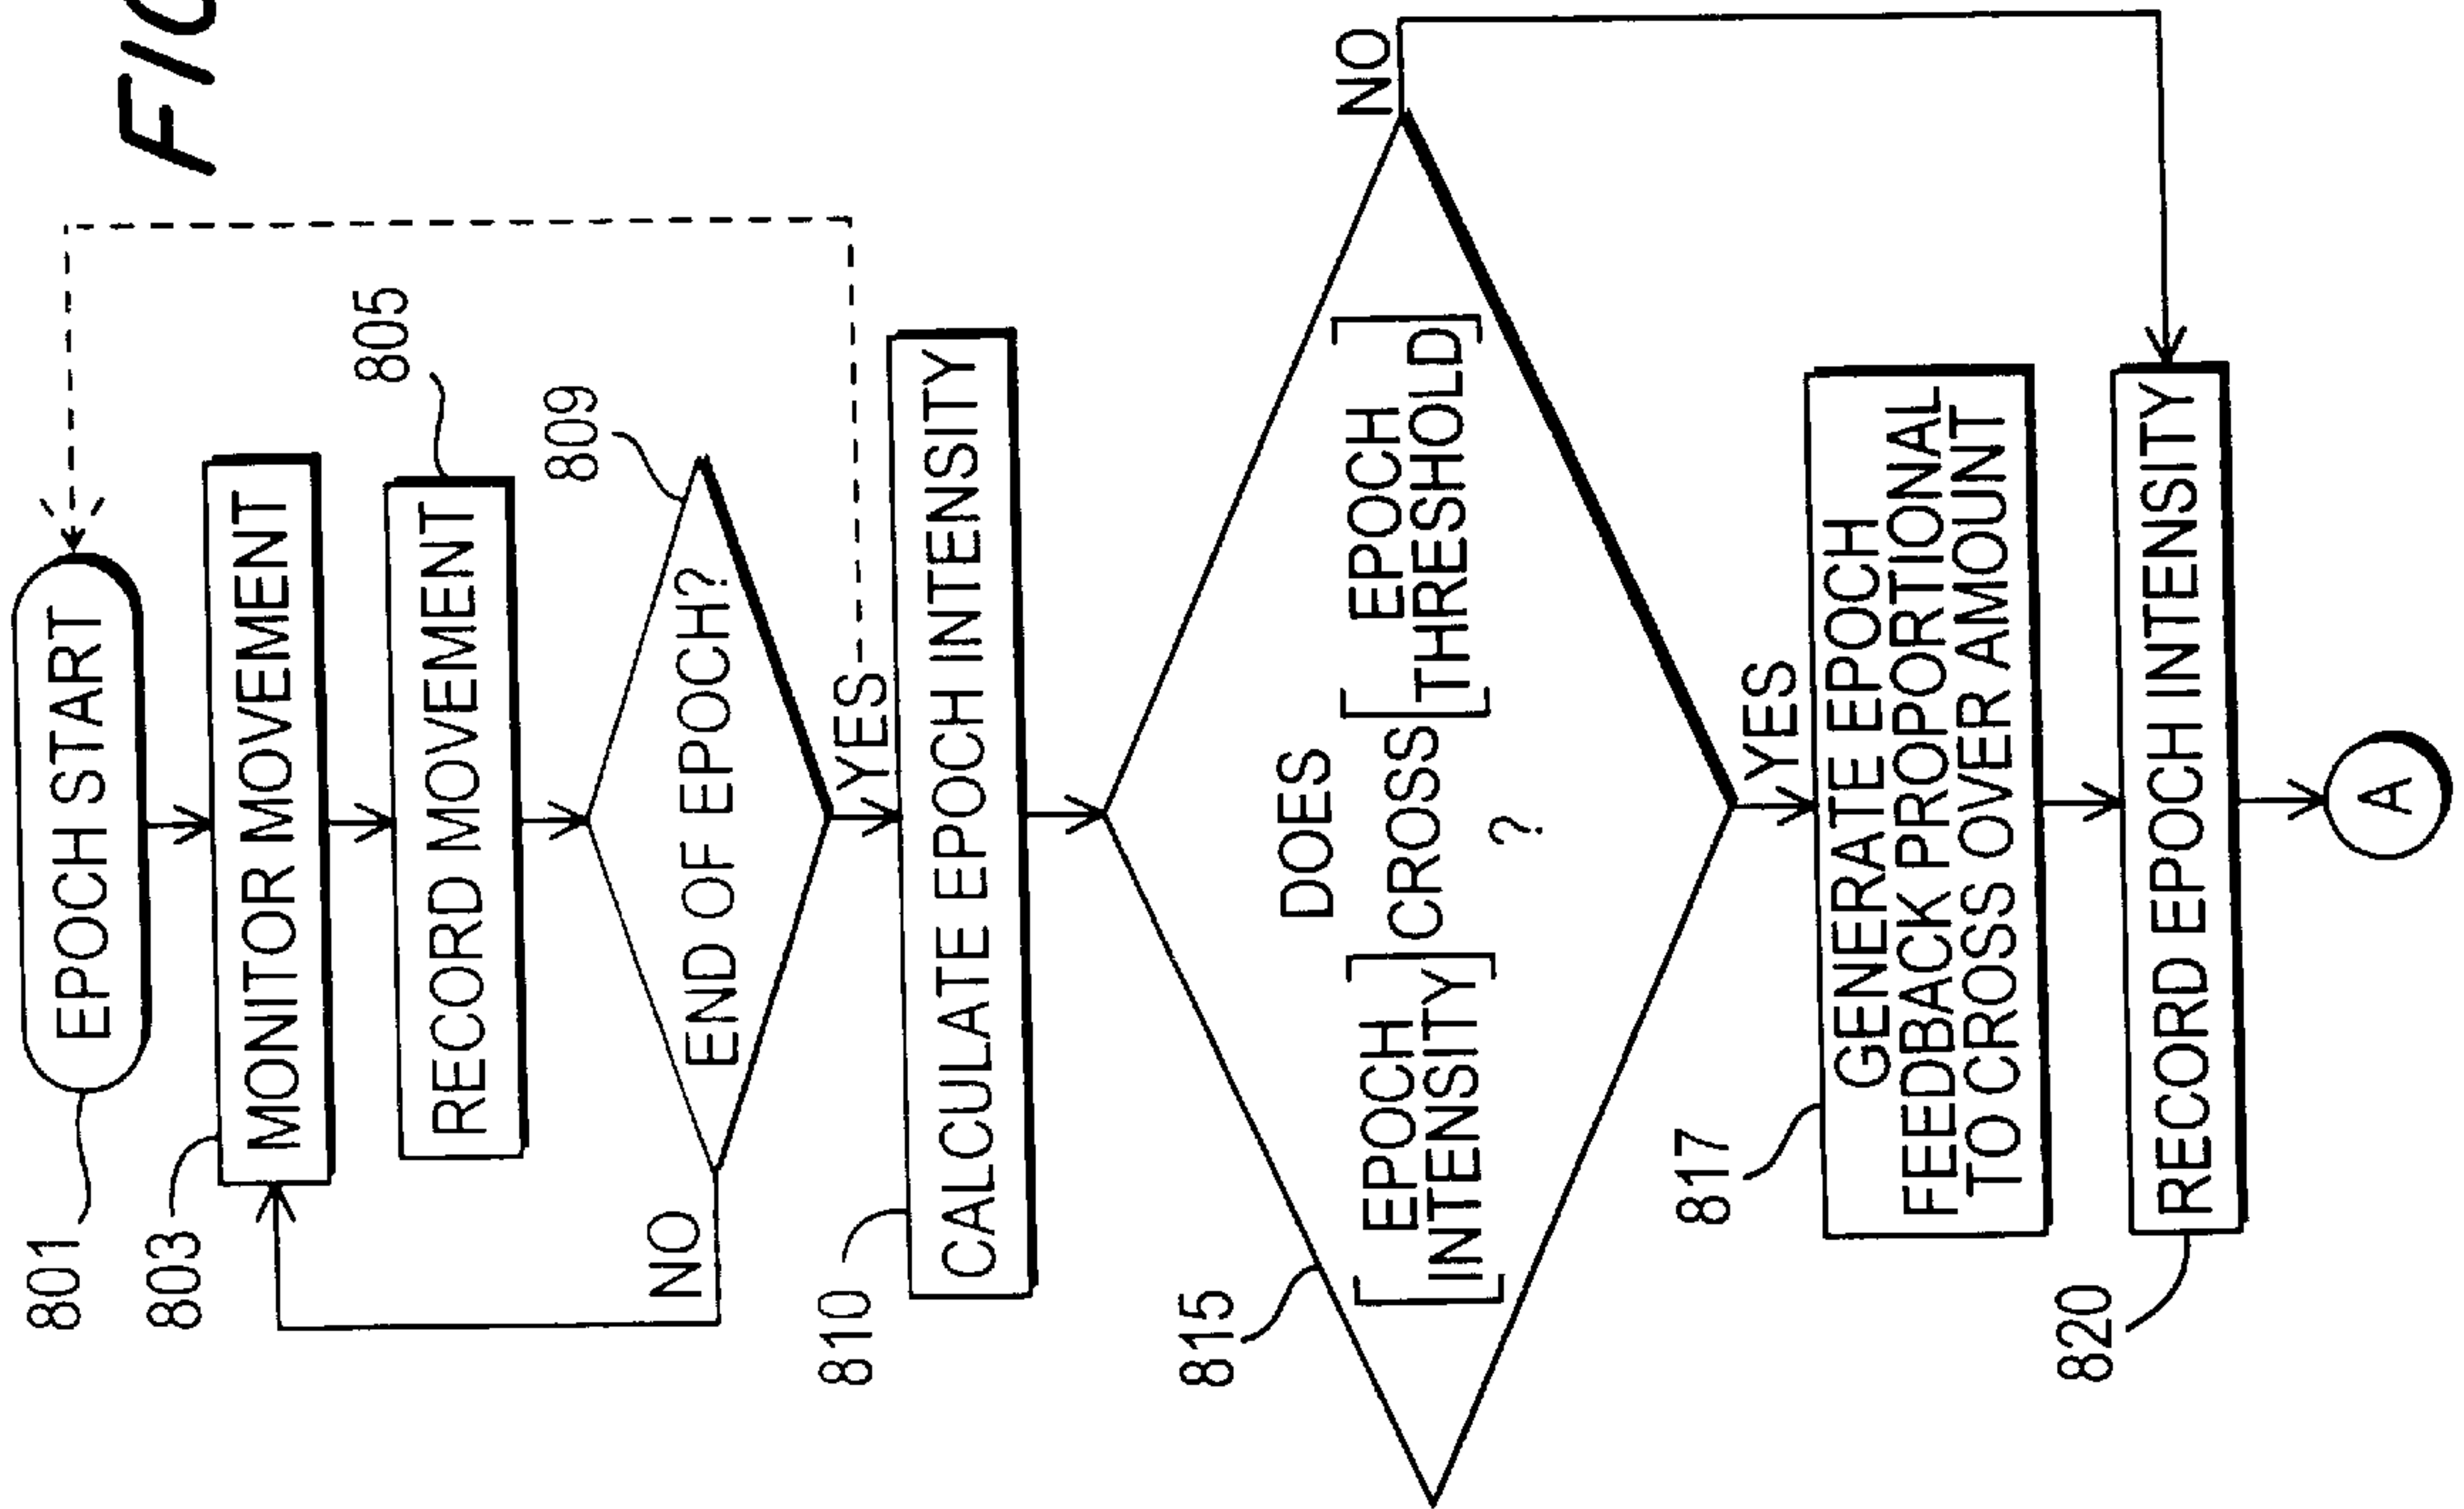 FIG
801
EPOCH START
803
MONITOR MOVEMENT
805
RECORD MOVEMENT
809
END OF EPOCH?
NO
YES
810
CALCULATE EPOCH INTENSITY
815
DOES
[EPOCH INTENSITY] CROSS [EPOCH THRESHOLD]
?
NO
YES
817
GENERATE EPOCH
FEEDBACK PROPORTIONAL
TO CROSS OVER AMOUNT
820
RECORD EPOCH INTENSITY
A